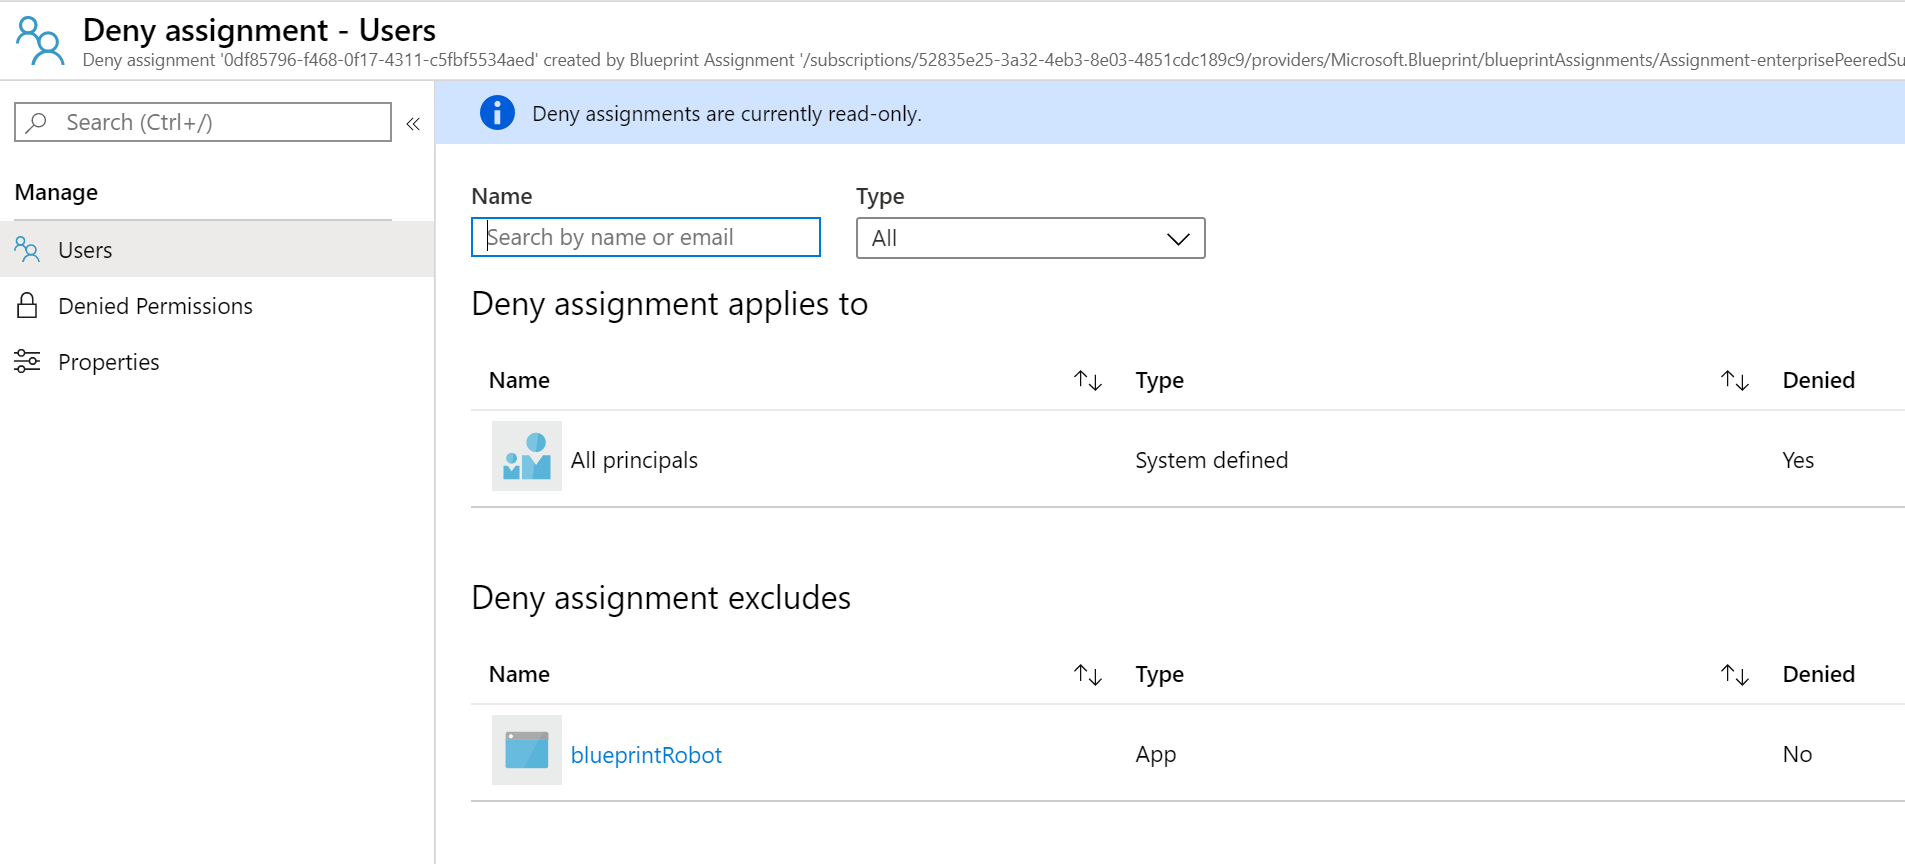 Deny assignment - Users
Deny assignment '0df85796-f468-0f17-4311-c5fbf5534aed' created by Blueprint Assignment '/subscriptions/52835e25-3a32-4eb3-8e03-4851cdc189c9/providers/Microsoft.Blueprint/blueprintAssignments/Assignment-enterprisePeeredSu
Search (Ctrl+/)
Deny assignments are currently read-only.
Manage
Users
Denied Permissions
Properties
Name Type
Search by name or email All
Deny assignment applies to
Name Type Denied
All principals System defined Yes
Deny assignment excludes
Name Type Denied
blueprintRobot App No